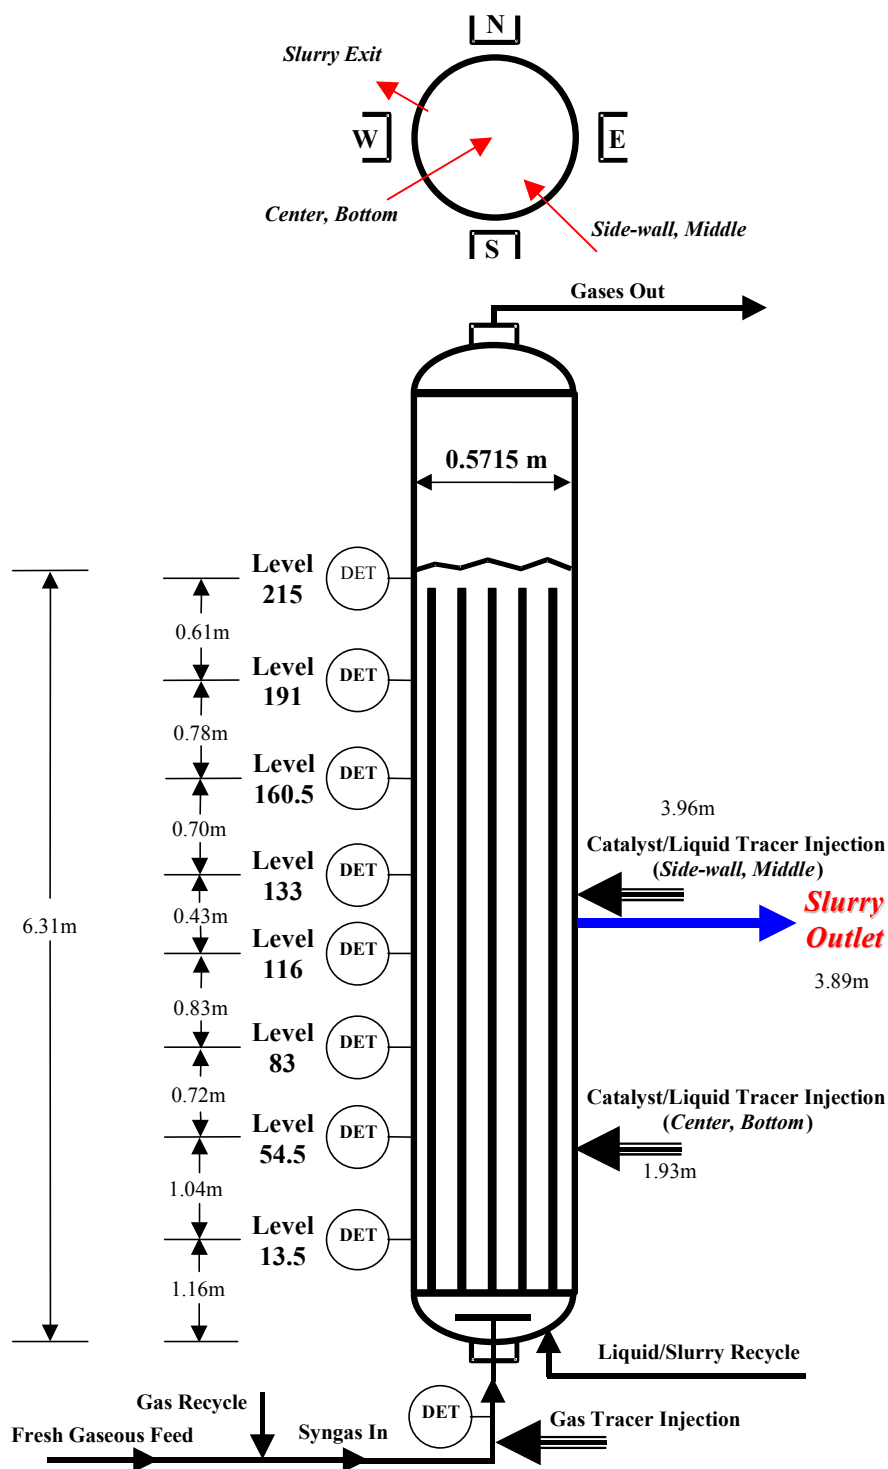 N
Slurry Exit
W
E
Center, Bottom
Side-wall, Middle
S
Gases Out
0.5715 m
Level
215
DET
0.61m
Level
191
DET
0.78m
Level
160.5
DET
0.70m
3.96m
Catalyst/Liquid Tracer Injection
(Side-wall, Middle)
Level
133
DET
0.43m
6.31m
Slurry
Outlet
Level
116
DET
3.89m
0.83m
Level
83
DET
0.72m
Catalyst/Liquid Tracer Injection
(Center, Bottom)
Level
54.5
DET
1.93m
1.04m
Level
13.5
DET
1.16m
Liquid/Slurry Recycle
Gas Recycle
DET
Gas Tracer Injection
Fresh Gaseous Feed
Syngas In